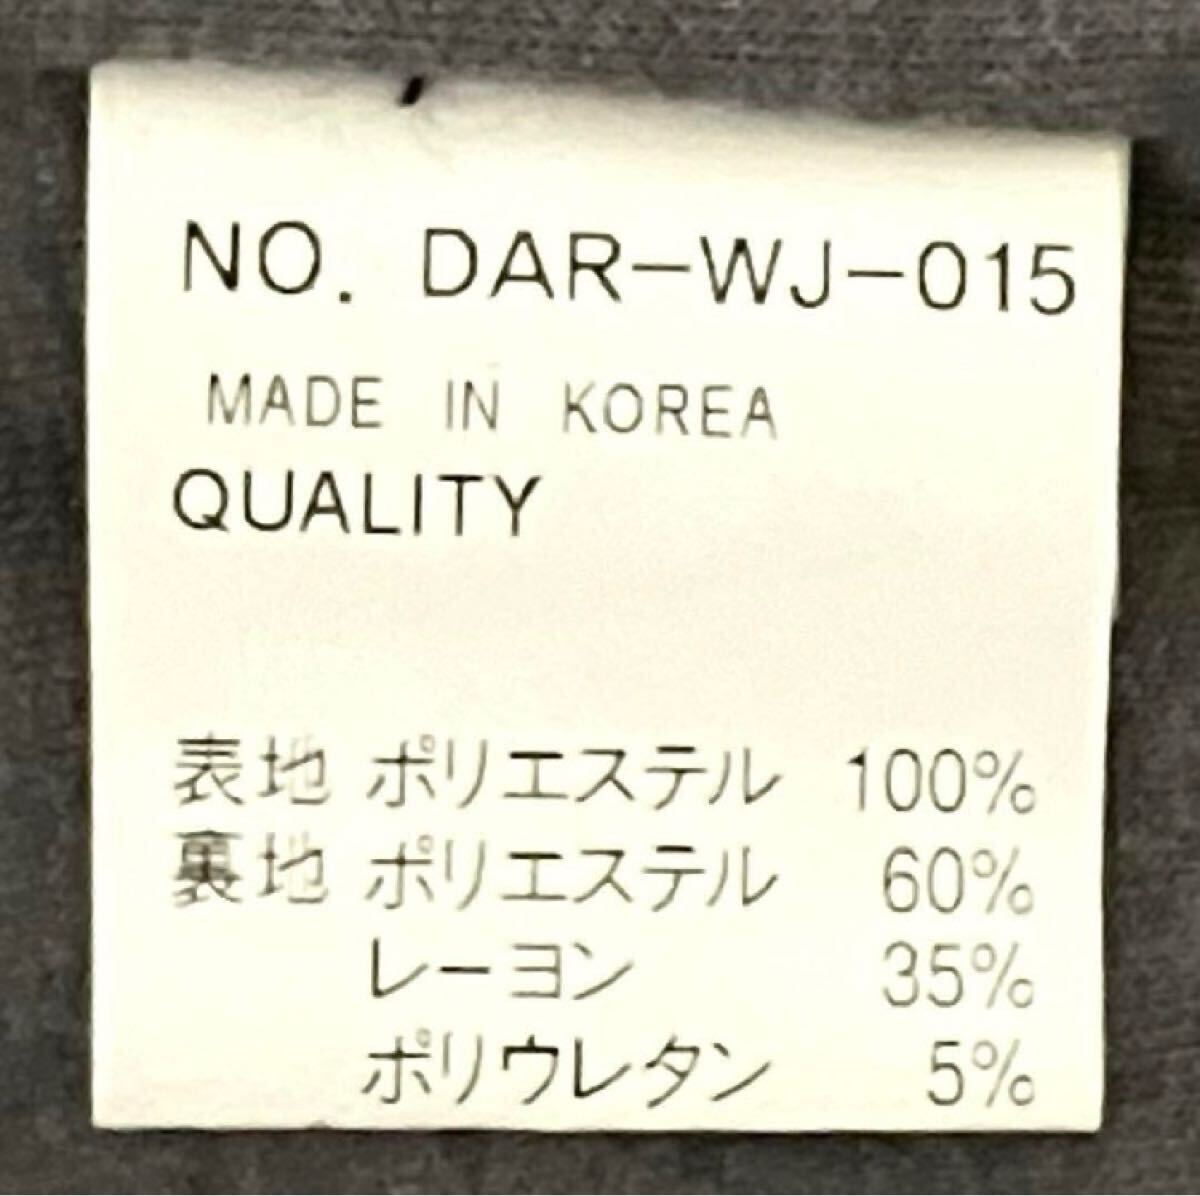 NO. DAR-WJ-015
MADE IN KOREA
QUALITY
表地 ポリエステル 100%
裏地 ポリエステル 60%
レーヨン 35%
ポリウレタン 5%